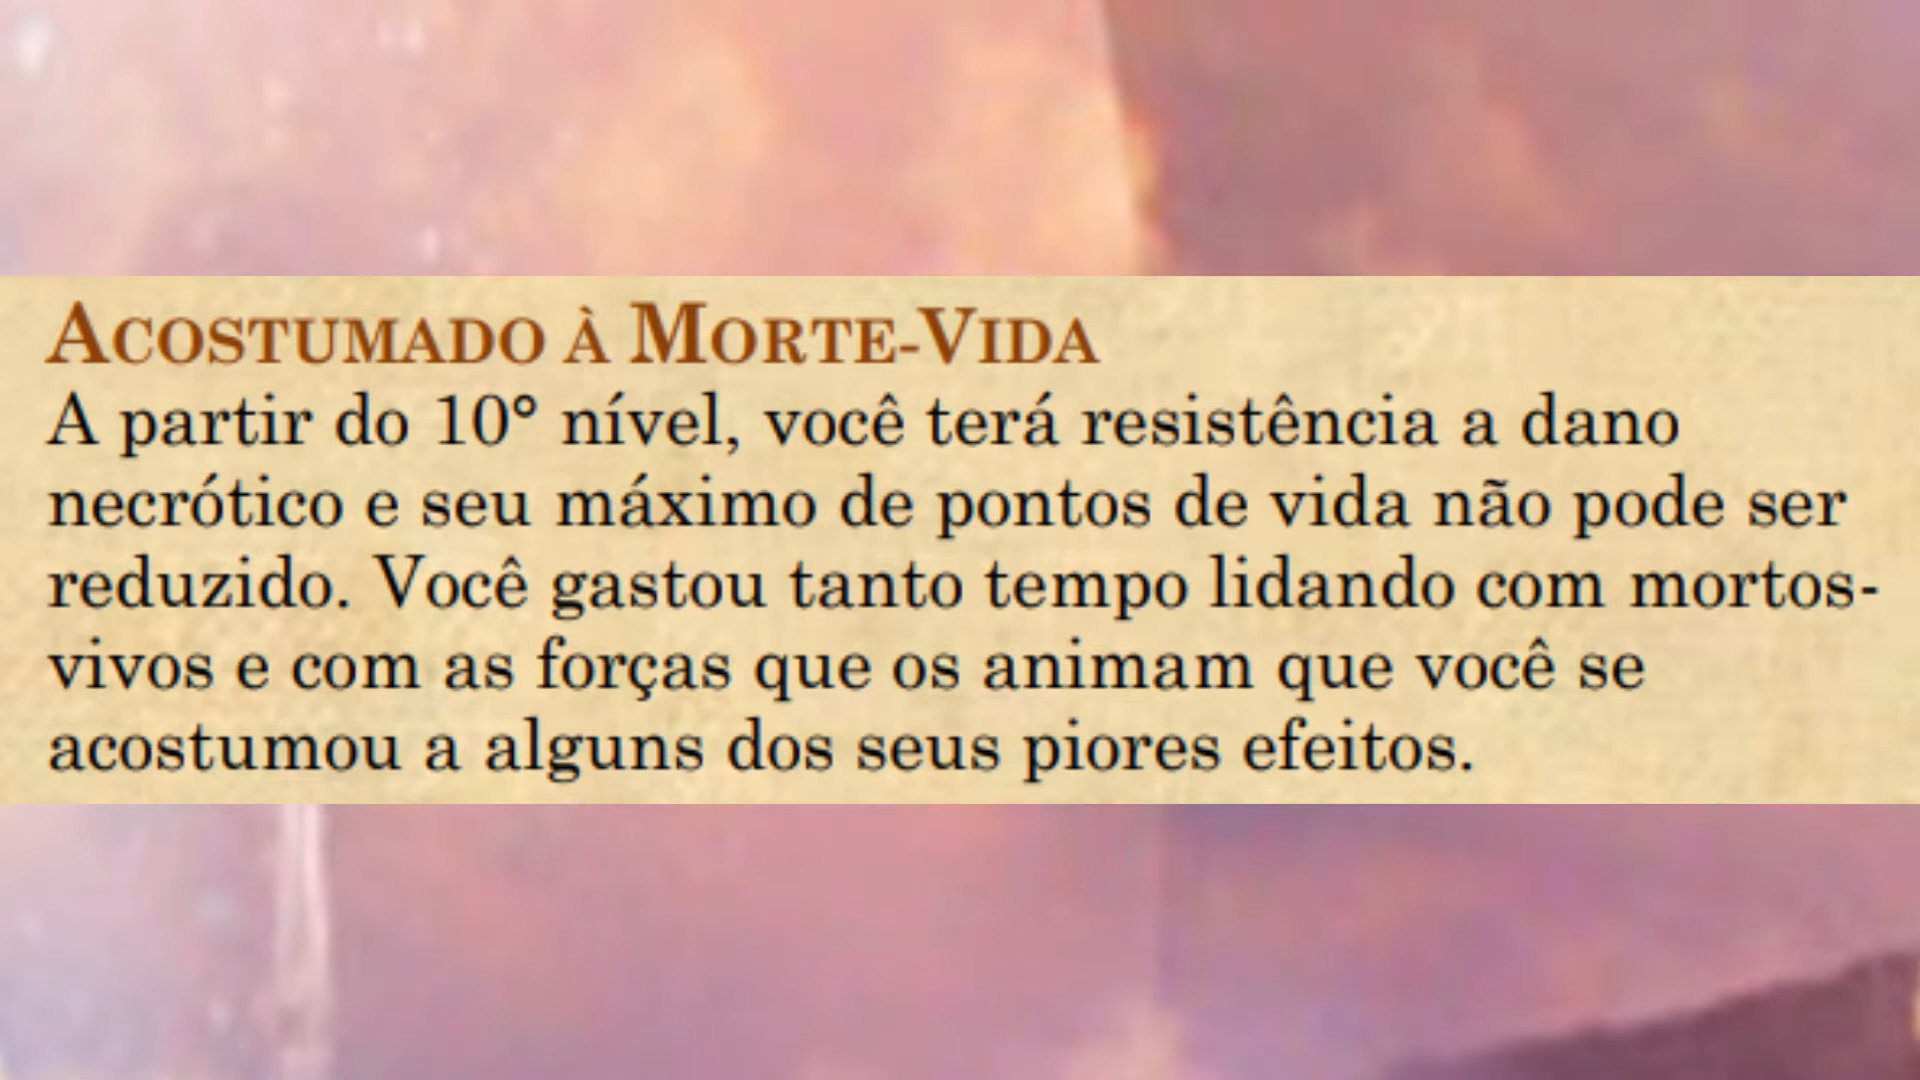 Acostumado à Morte-Vida
A partir do 10° nível, você terá resistência a dano
necrótico e seu máximo de pontos de vida não pode ser
reduzido. Você gastou tanto tempo lidando com mortos-
vivos e com as forças que os animam que você se
acostumou a alguns dos seus piores efeitos.